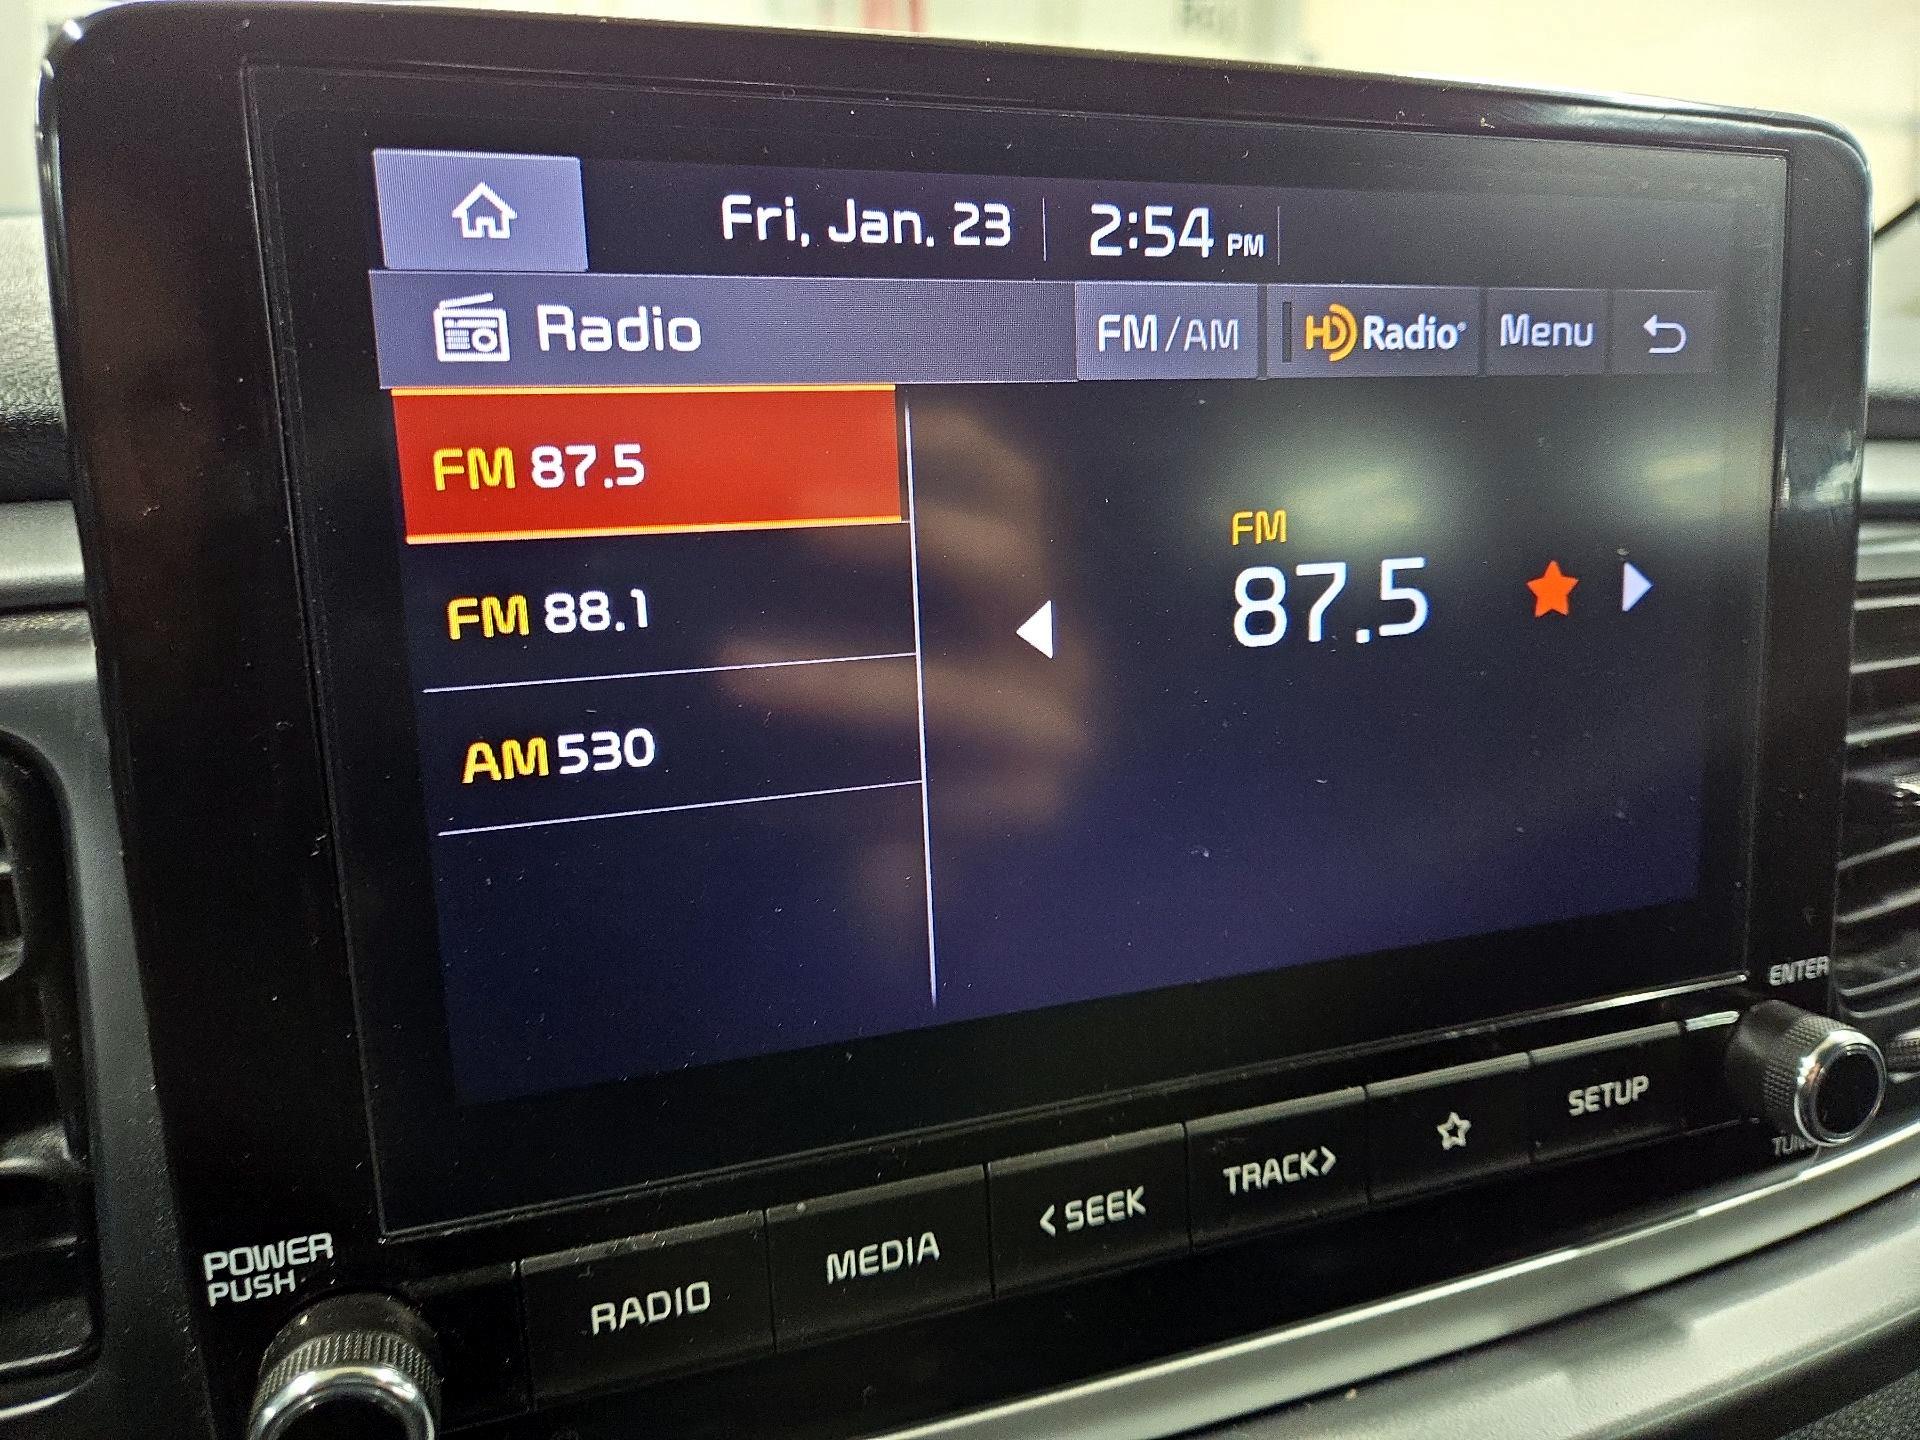 Fri, Jan. 23 2:54 PM
Radio FM/AM HD Radio® Menu
FM 87.5
FM 88.1
AM 530
FM
87.5
ENTER
TUNE
POWER
PUSH
RADIO MEDIA < SEEK TRACK > SETUP